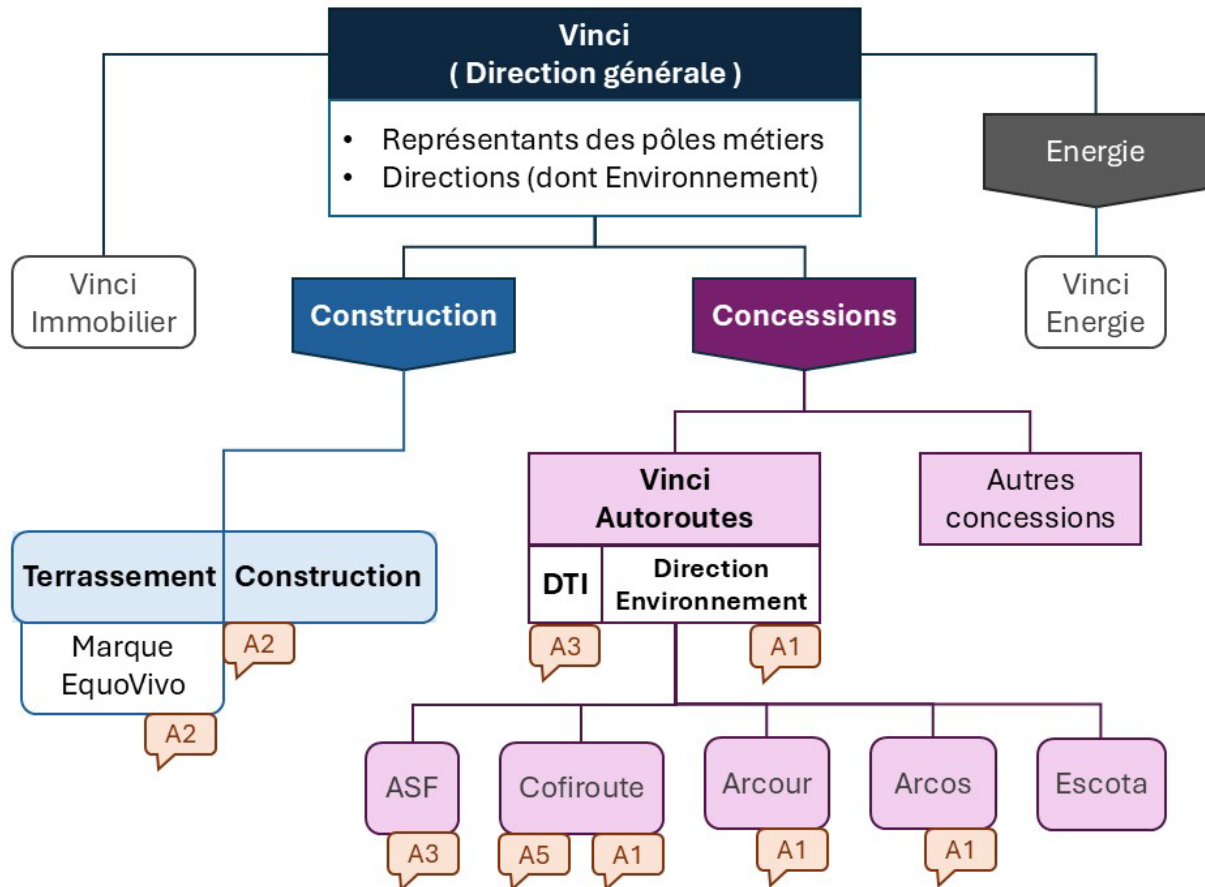 Vinci
( Direction générale )
• Représentants des pôles métiers
• Directions (dont Environnement)
Energie
Vinci
Immobilier
Construction
Concessions
Vinci
Energie
Vinci
Autoroutes
Autres
concessions
Terrassement
Construction
DTI
Direction
Environnement
Marque
EquoVivo
A2
A3
A1
A2
ASF
Cofiroute
Arcour
Arcos
Escota
A3
A5
A1
A1
A1